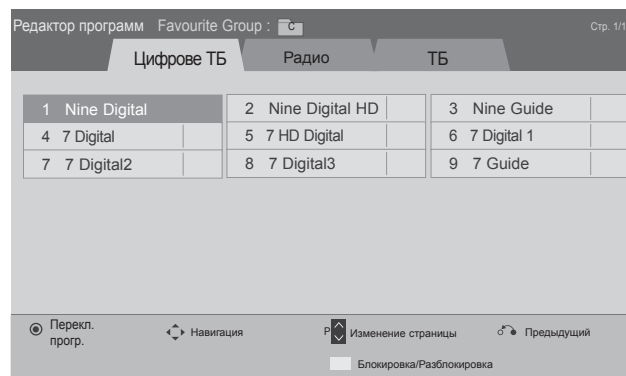 Редактор программ Favourite Group : C Стр. 1/1
Цифрове ТБ Радио ТБ
1 Nine Digital 2 Nine Digital HD 3 Nine Guide
4 7 Digital 5 7 HD Digital 6 7 Digital 1
7 7 Digital2 8 7 Digital3 9 7 Guide
Перекл. прогр. Навигация P Изменение страницы Предыдущий
Блокировка/Разблокировка